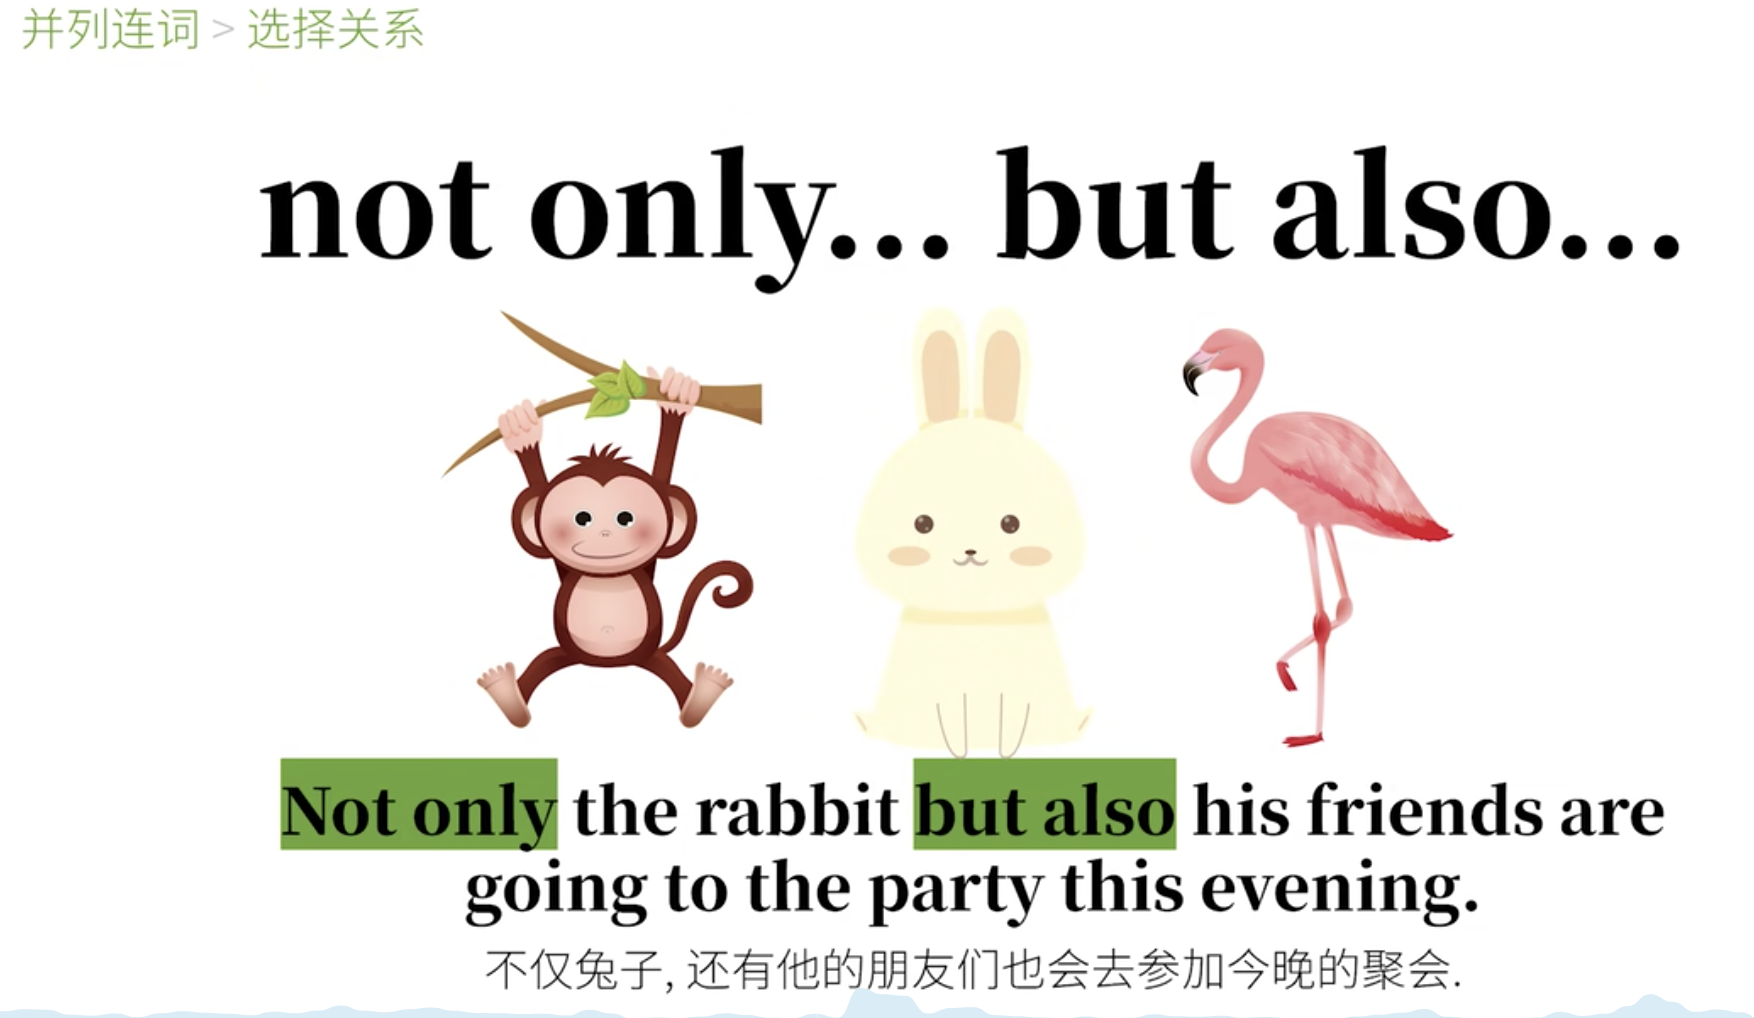 并列连词 > 选择关系
not only... but also...
Not only the rabbit but also his friends are
going to the party this evening.
不仅兔子, 还有他的朋友们也会去参加今晚的聚会.